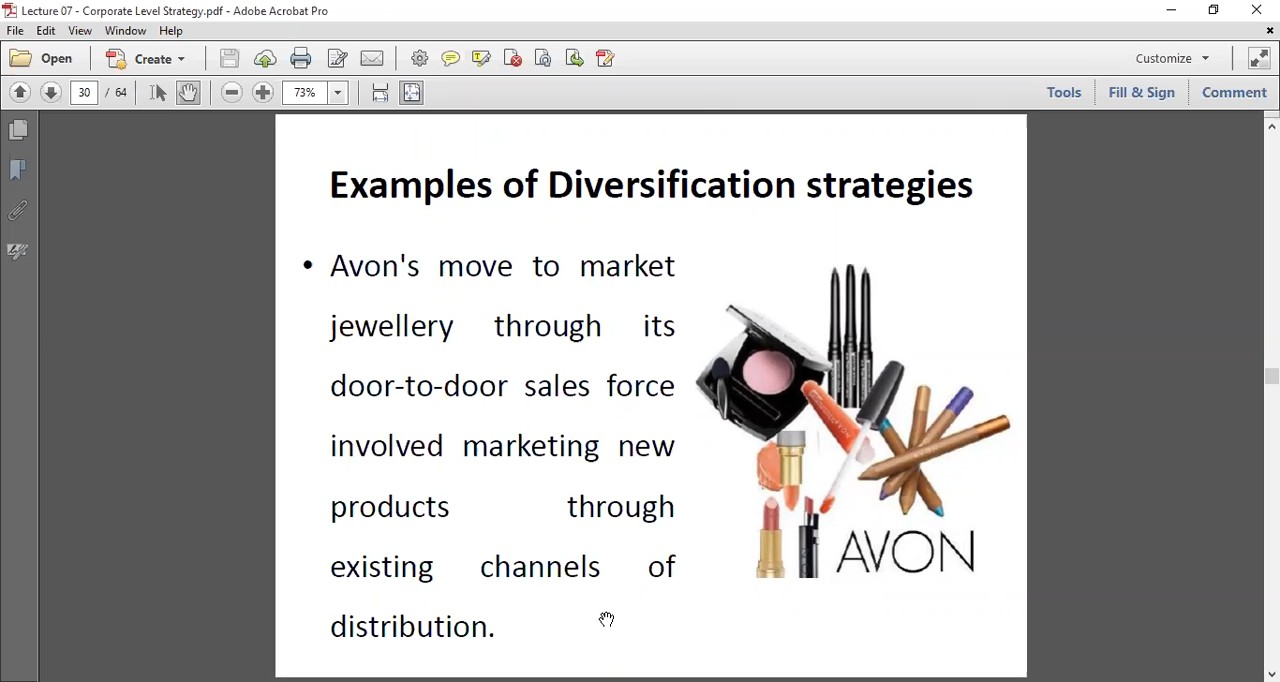 Lecture 07 - Corporate Level Strategy.pdf - Adobe Acrobat Pro
File Edit View Window Help
Open Create Customize
30 / 64 73% Tools Fill & Sign Comment
Examples of Diversification strategies
• Avon's move to market
jewellery through its
door-to-door sales force
involved marketing new
products through
existing channels of
distribution.
AVON